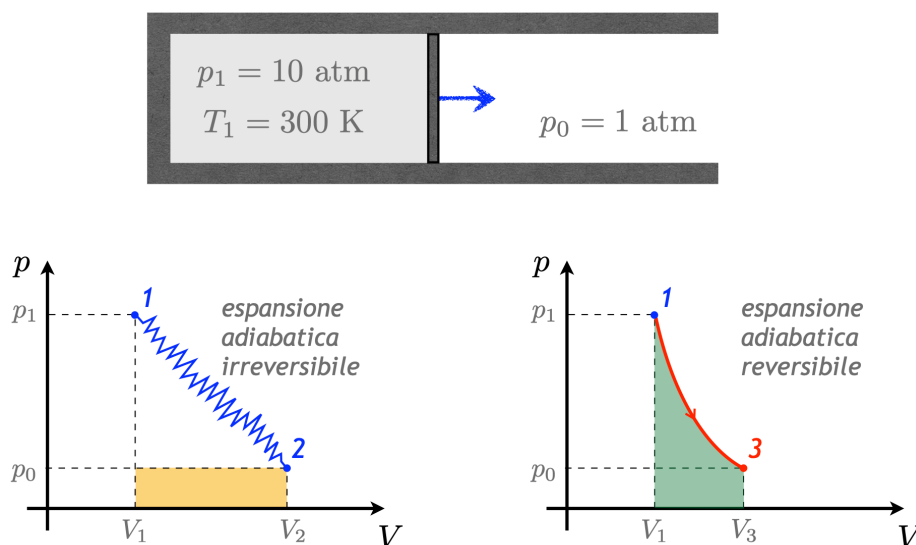 p₁ = 10 atm
T₁ = 300 K
p₀ = 1 atm
p
p₁
1
espansione
adiabatica
irreversibile
2
p₀
V₁
V₂
V
p
p₁
1
espansione
adiabatica
reversibile
3
p₀
V₁
V₃
V